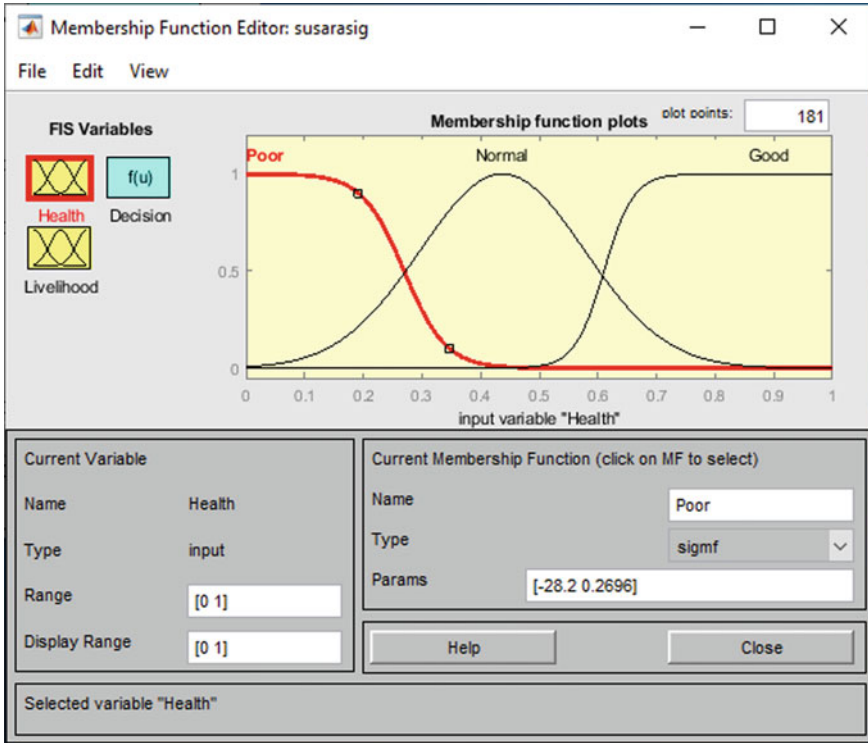 Membership Function Editor: susarasig
File Edit View
FIS Variables
f(u)
Health Decision
Livelihood
Membership function plots
plot points: 181
Poor Normal Good
1
0.5
0
0 0.1 0.2 0.3 0.4 0.5 0.6 0.7 0.8 0.9 1
input variable "Health"
Current Variable
Name Health
Type input
Range [0 1]
Display Range [0 1]
Current Membership Function (click on MF to select)
Name Poor
Type sigmf
Params [-28.2 0.2696]
Help Close
Selected variable "Health"